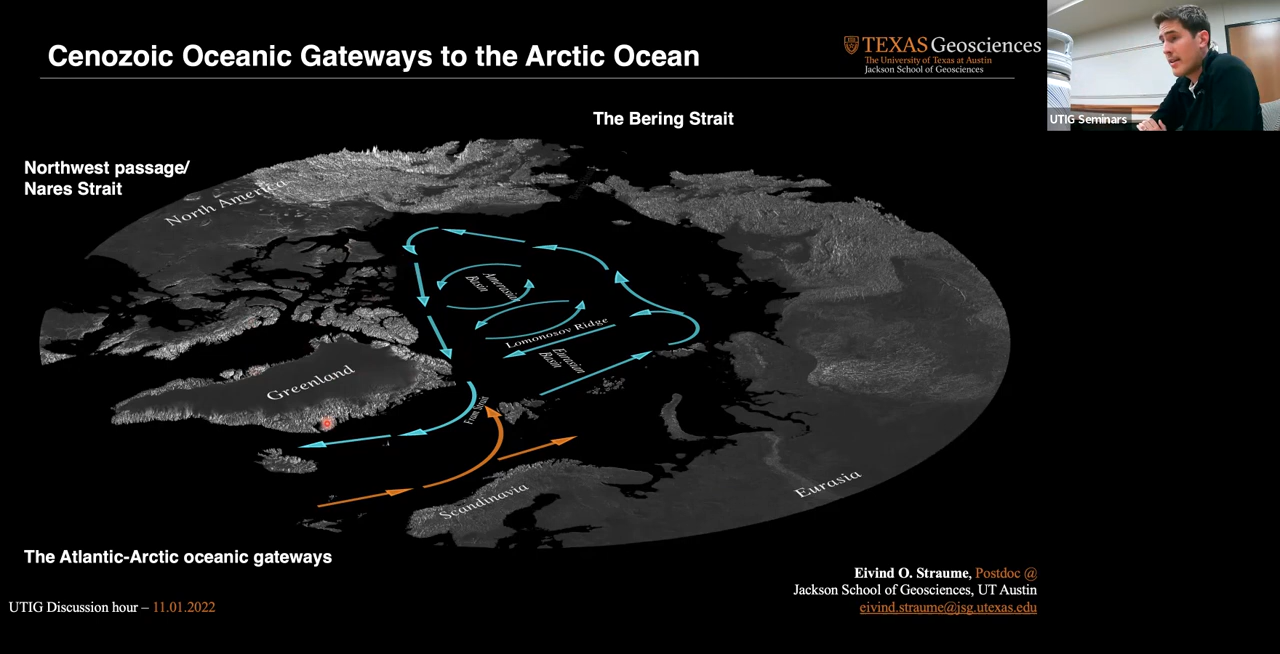 Cenozoic Oceanic Gateways to the Arctic Ocean
TEXAS Geosciences
The University of Texas at Austin
Jackson School of Geosciences
UTIG Seminars
The Bering Strait
Northwest passage/
Nares Strait
North America
Amerasian
Basin
Lomonosov Ridge
Eurasian
Basin
Greenland
Fram Strait
Scandinavia
Eurasia
The Atlantic-Arctic oceanic gateways
Eivind O. Straume, Postdoc @
Jackson School of Geosciences, UT Austin
eivind.straume@jsg.utexas.edu
UTIG Discussion hour – 11.01.2022